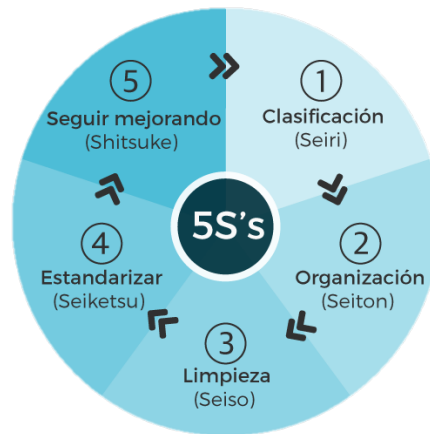 5S's
1
Clasificación
(Seiri)
2
Organización
(Seiton)
3
Limpieza
(Seiso)
4
Estandarizar
(Seiketsu)
5
Seguir mejorando
(Shitsuke)